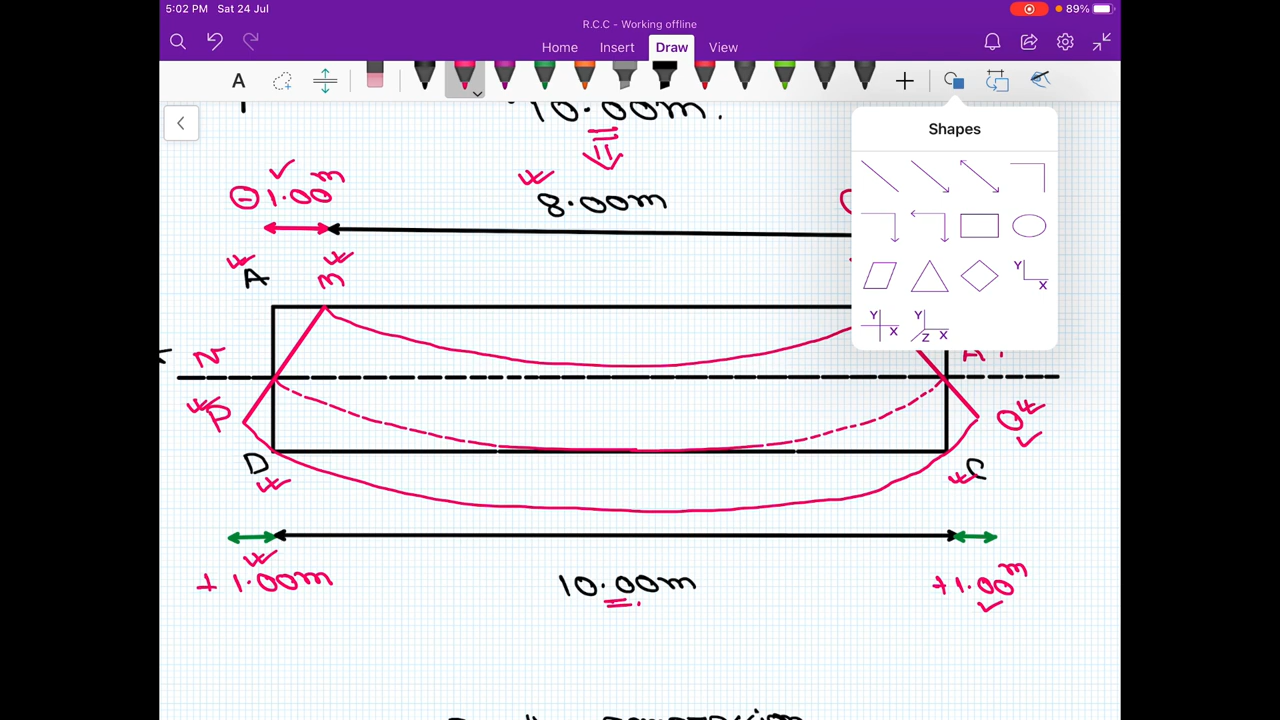 5:02 PM Sat 24 Jul
89%
R.C.C - Working offline
Home Insert Draw View
A
10.00m.
Shapes
⊖ 1.00m
8.00m
A
m
Y
X
Y X
Y
Z X
N
A
P
O
D
C
+ 1.00m
10.00m
+1.00m